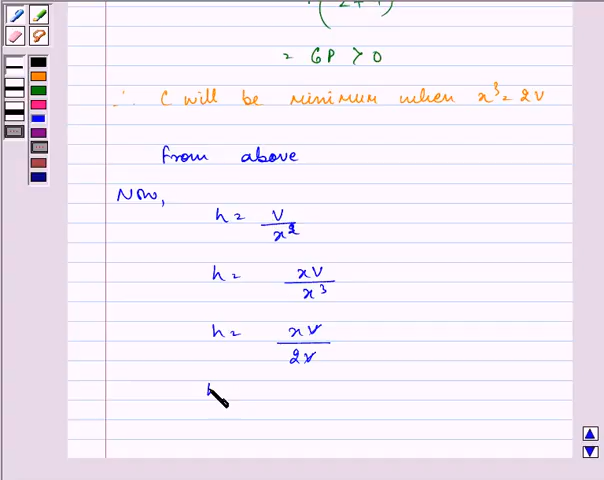 = 6P > 0
∴ C will be minimum when x³ = 2V
From above
Now,
h = V/x²
h = xV/x³
h = xV/2V